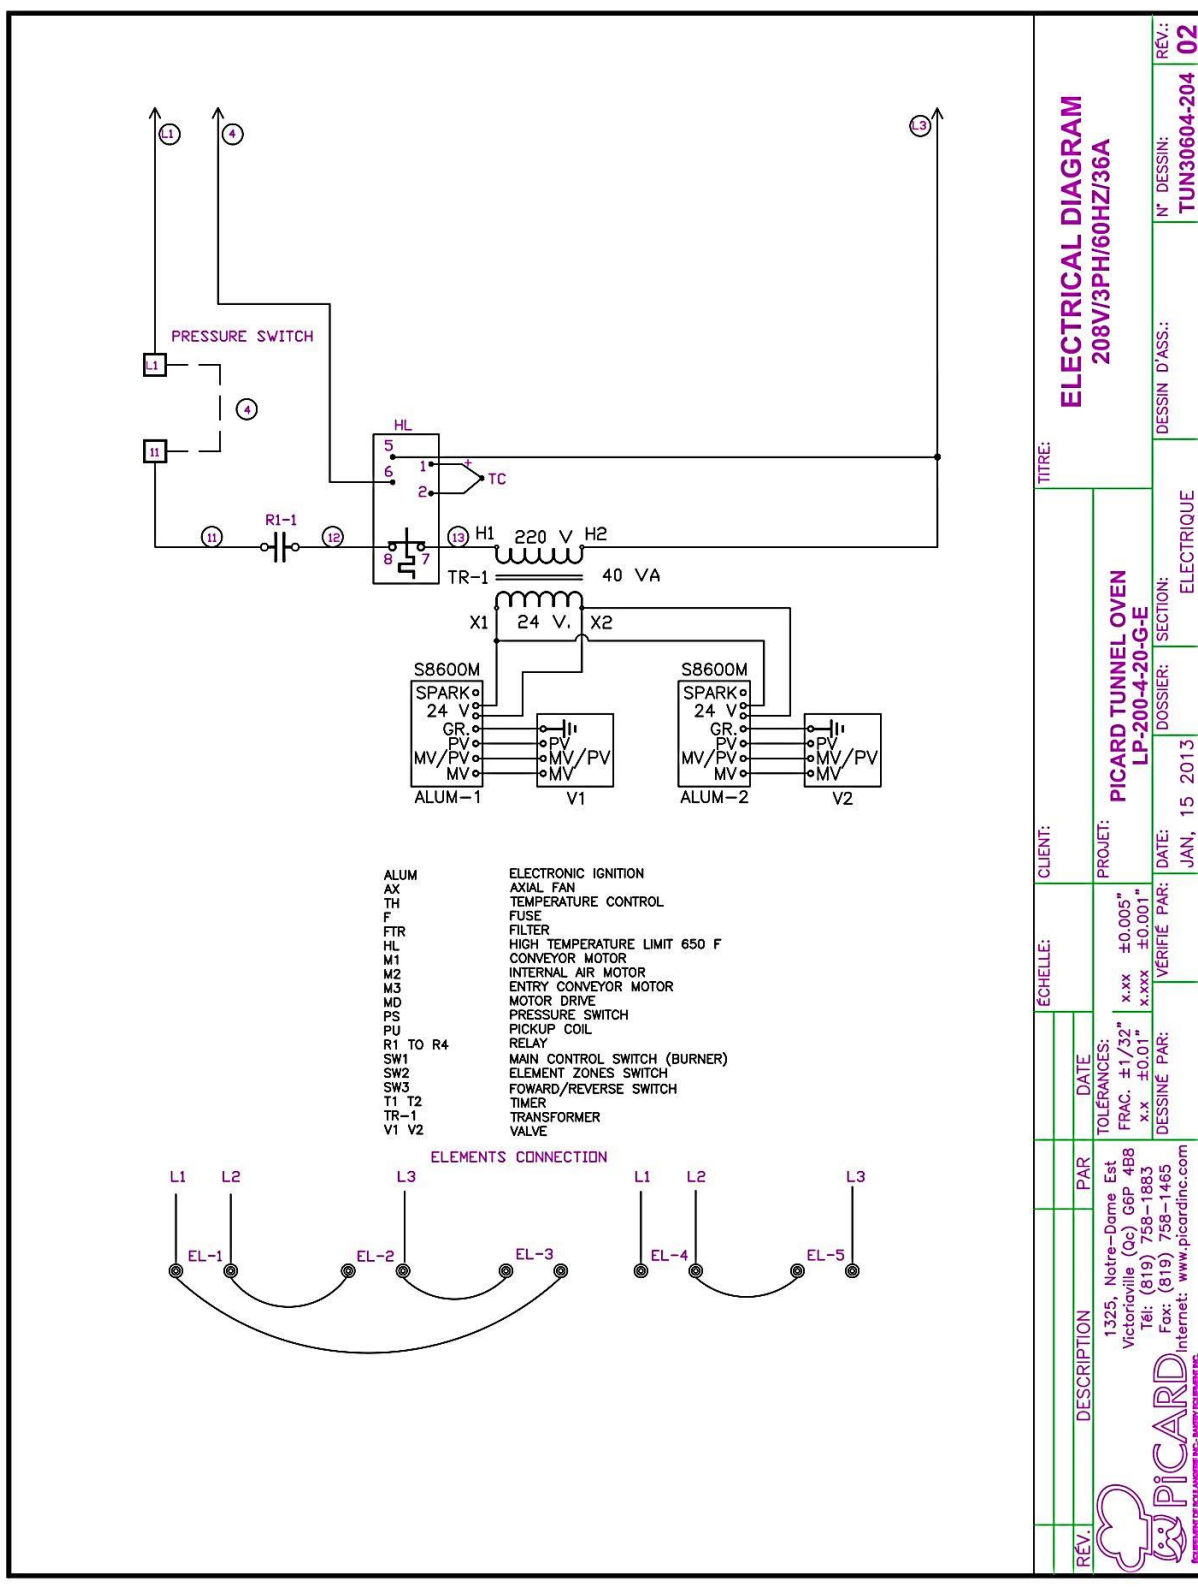 L1
4
L3
PRESSURE SWITCH
L1
4
11
HL
5
6
1
+
TC
2
R1-1
11
12
8
7
13
H1
220 V
H2
TR-1
40 VA
X1
24 V.
X2
S8600M
SPARK
24 V
GR.
PV
MV/PV
MV
ALUM-1
PV
MV/PV
MV
V1
S8600M
SPARK
24 V
GR.
PV
MV/PV
MV
ALUM-2
PV
MV/PV
MV
V2
ALUM ELECTRONIC IGNITION
AX AXIAL FAN
TH TEMPERATURE CONTROL
F FUSE
FTR FILTER
HL HIGH TEMPERATURE LIMIT 650 F
M1 CONVEYOR MOTOR
M2 INTERNAL AIR MOTOR
M3 ENTRY CONVEYOR MOTOR
MD MOTOR DRIVE
PS PRESSURE SWITCH
PU PICKUP COIL
R1 TO R4 RELAY
SW1 MAIN CONTROL SWITCH (BURNER)
SW2 ELEMENT ZONES SWITCH
SW3 FOWARD/REVERSE SWITCH
T1 T2 TIMER
TR-1 TRANSFORMER
V1 V2 VALVE
ELEMENTS CONNECTION
L1 L2 L3 L1 L2 L3
EL-1 EL-2 EL-3 EL-4 EL-5
RÉV. DESCRIPTION PAR DATE
ÉCHELLE:
CLIENT:
TITRE:
ELECTRICAL DIAGRAM
208V/3PH/60HZ/36A
PICARD
ÉQUIPEMENT DE BOULANGERIE INC. - BAKERY EQUIPMENT INC.
1325, Notre-Dame Est
Victoriaville (Qc) G6P 4B8
Tél: (819) 758-1883
Fax: (819) 758-1465
Internet: www.picardinc.com
TOLÉRANCES:
FRAC. ±1/32" x.xx ±0.005"
x.x ±0.01" x.xxx ±0.001"
PROJET:
PICARD TUNNEL OVEN
LP-200-4-20-G-E
DESSINÉ PAR:
VÉRIFIÉ PAR:
DATE:
JAN, 15 2013
DOSSIER:
SECTION:
ELECTRIQUE
DESSIN D'ASS.:
N° DESSIN:
TUN30604-204
RÉV.:
02